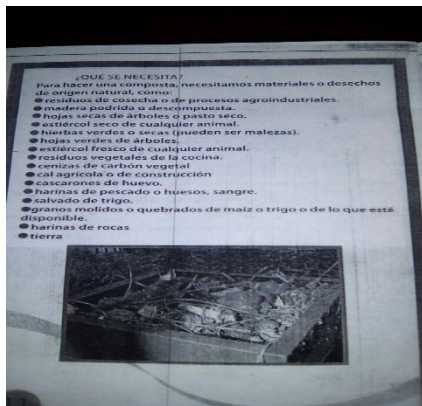 ¿QUÉ SE NECESITA?
Para hacer una composta, necesitamos materiales o desechos
de origen natural, como:
●residuos de cosecha o de procesos agroindustriales.
●madera podrida o descompuesta.
●hojas secas de árboles o pasto seco.
●estiércol seco de cualquier animal.
●hierbas verdes o secas (pueden ser malezas).
●hojas verdes de árboles.
●estiércol fresco de cualquier animal.
●residuos vegetales de la cocina.
●cenizas de carbón vegetal
●cal agrícola o de construcción
●cascarones de huevo.
●harinas de pescado o huesos, sangre.
●salvado de trigo.
●granos molidos o quebrados de maíz o trigo o de lo que esté
disponible.
●harinas de rocas
●tierra